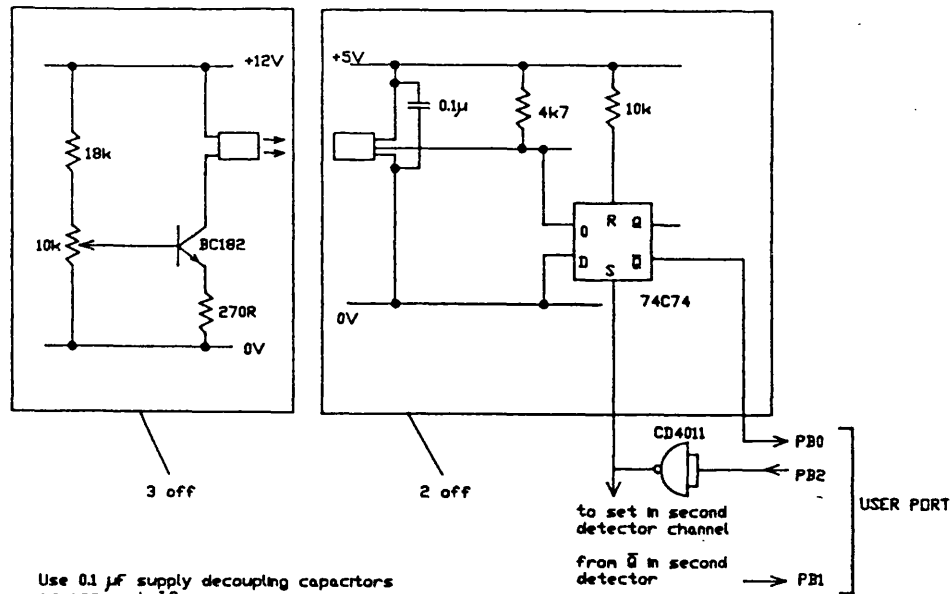 +12V
18k
10k
BC182
270R
0V
3 off
+5V
0.1µ
4k7
10k
0
R
Q
D
S
Q̅
74C74
0V
2 off
CD4011
PB0
PB2
USER PORT
to set in second
detector channel
from Q̅ in second
detector
PB1
Use 0.1 µF supply decoupling capacitors